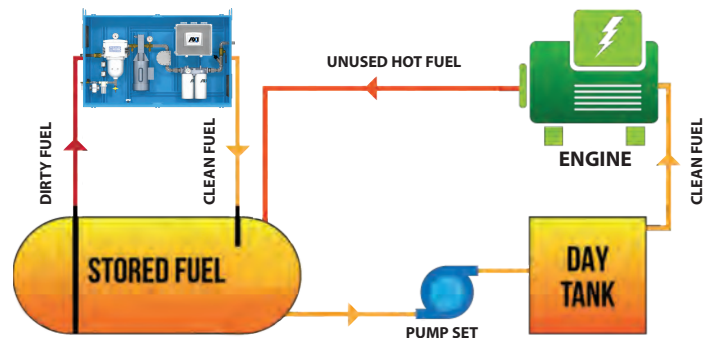 UNUSED HOT FUEL
DIRTY FUEL
CLEAN FUEL
ENGINE
CLEAN FUEL
STORED FUEL
DAY
TANK
PUMP SET